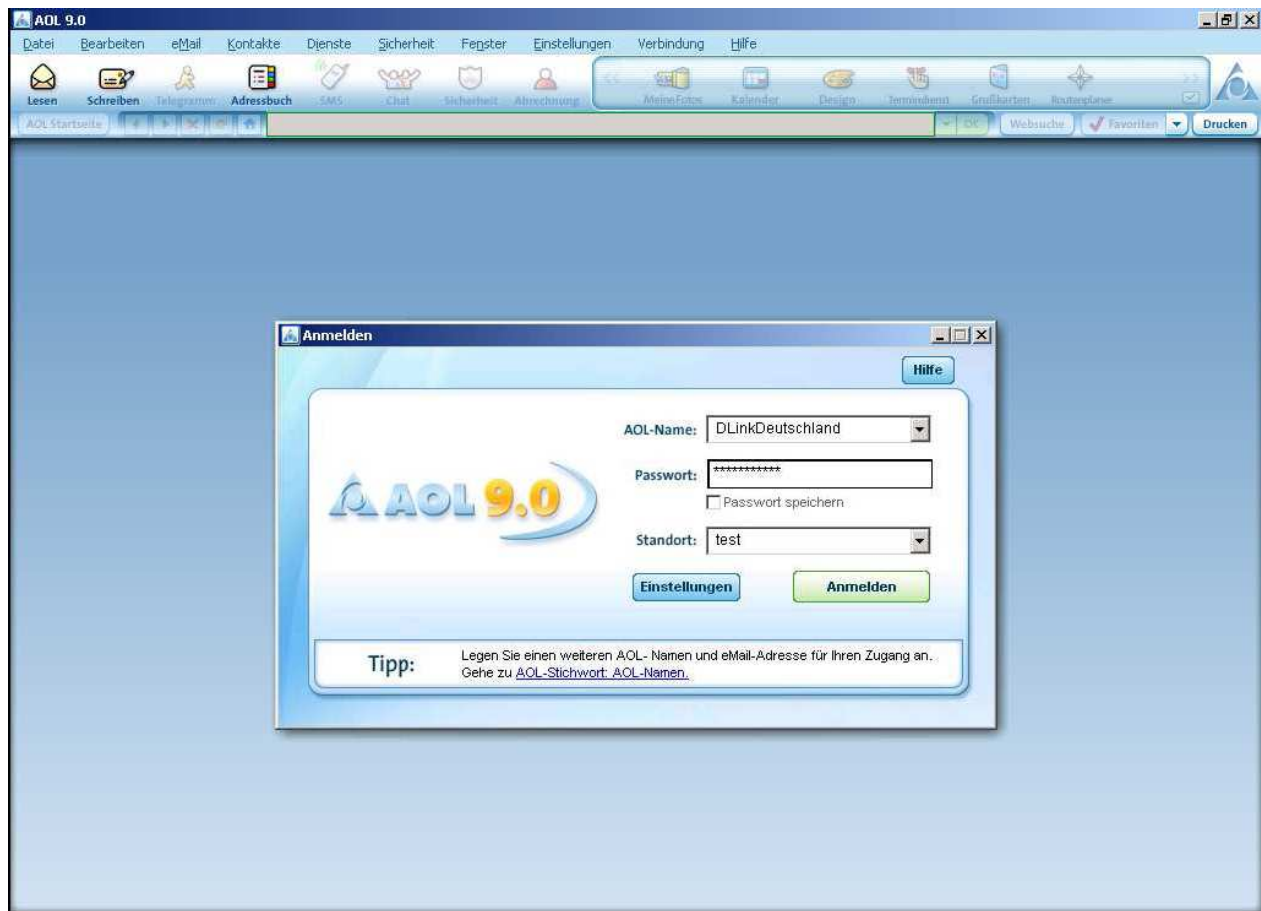 AOL 9.0
Datei Bearbeiten eMail Kontakte Dienste Sicherheit Fenster Einstellungen Verbindung Hilfe
Lesen Schreiben Telegramm Adressbuch SMS Chat Sicherheit Abrechnung MeineFotos Kalender Design Grußkarten Routenplaner
AOL Startseite OK Websuche Favoriten Drucken
Anmelden
Hilfe
AOL-Name: DLinkDeutschland
Passwort: ***********
Passwort speichern
AOL 9.0
Standort: test
Einstellungen Anmelden
Tipp: Legen Sie einen weiteren AOL- Namen und eMail-Adresse für Ihren Zugang an.
Gehe zu AOL-Stichwort: AOL-Namen.